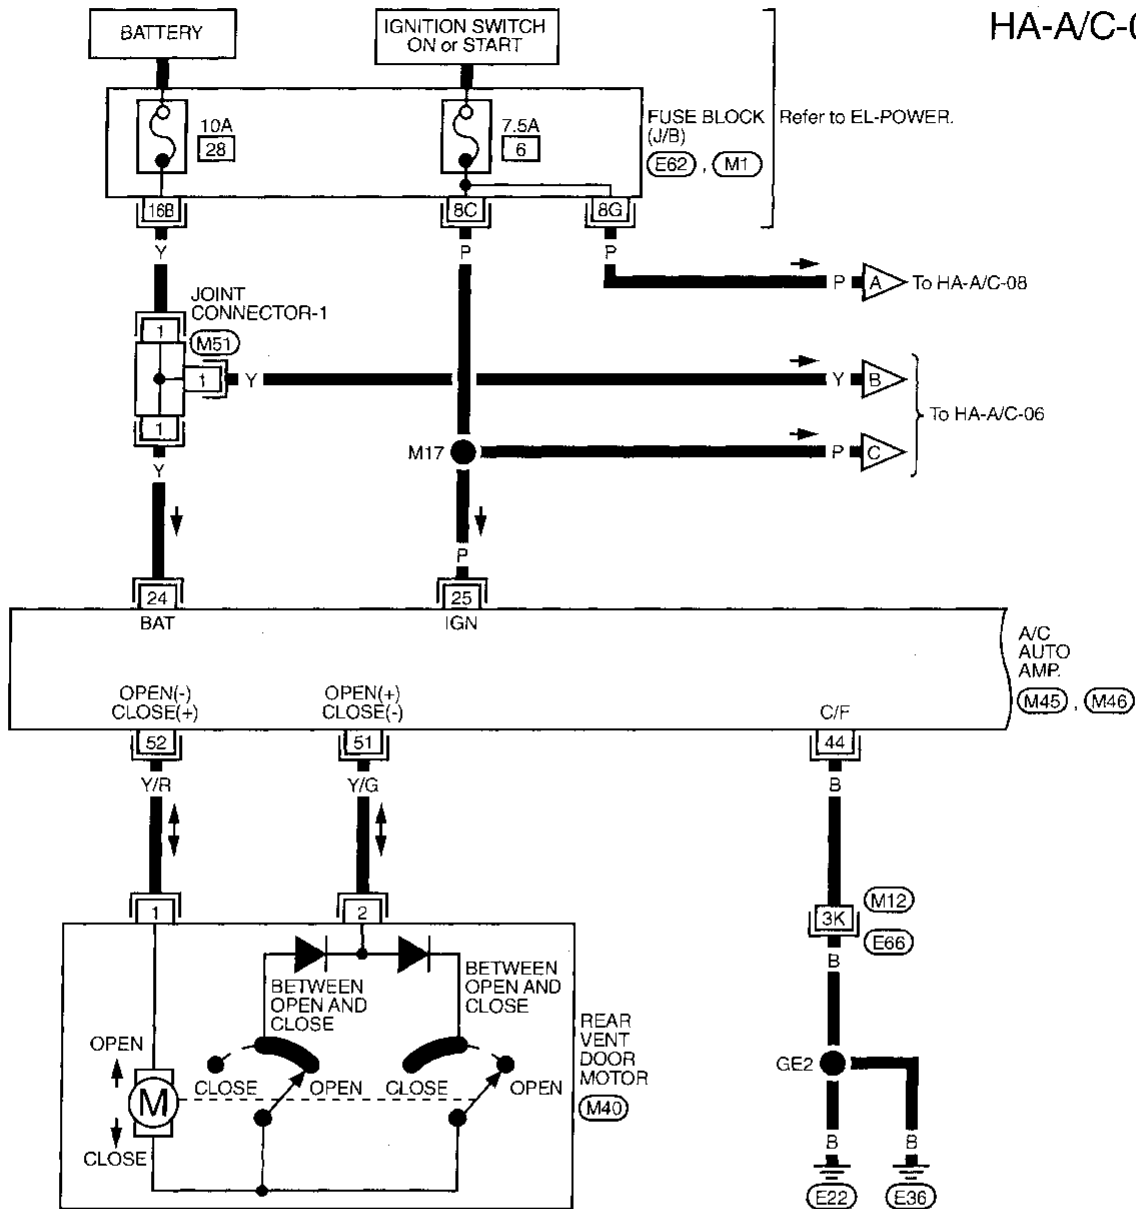 HA-A/C-0
BATTERY
IGNITION SWITCH
ON or START
10A
28
7.5A
6
FUSE BLOCK
(J/B)
E62 , M1
Refer to EL-POWER.
16B
8C
8G
Y
P
P
P
A
To HA-A/C-08
JOINT
CONNECTOR-1
M51
1
1
1
Y
Y
B
To HA-A/C-06
M17
P
C
Y
P
24
25
BAT
IGN
A/C
AUTO
AMP.
M45 , M46
OPEN(-)
CLOSE(+)
OPEN(+)
CLOSE(-)
C/F
52
51
44
Y/R
Y/G
B
1
2
3K
M12
E66
B
BETWEEN
OPEN AND
CLOSE
BETWEEN
OPEN AND
CLOSE
REAR
VENT
DOOR
MOTOR
M40
OPEN
M
CLOSE
CLOSE
OPEN
CLOSE
OPEN
GE2
B
B
E22
E36